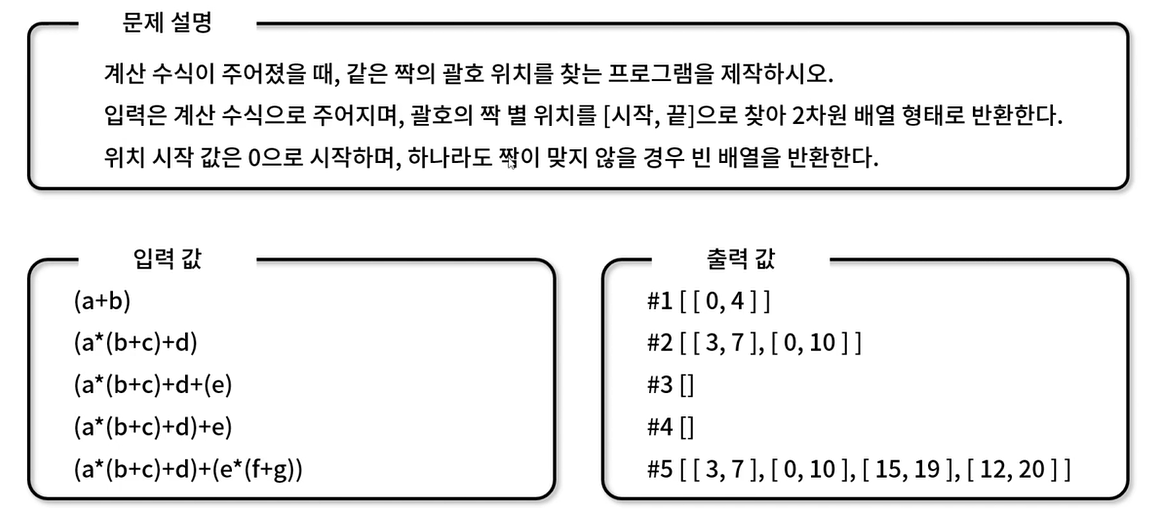 문제 설명
계산 수식이 주어졌을 때, 같은 짝의 괄호 위치를 찾는 프로그램을 제작하시오.
입력은 계산 수식으로 주어지며, 괄호의 짝 별 위치를 [시작, 끝]으로 찾아 2차원 배열 형태로 반환한다.
위치 시작 값은 0으로 시작하며, 하나라도 짝이 맞지 않을 경우 빈 배열을 반환한다.
입력 값
(a+b)
(a*(b+c)+d)
(a*(b+c)+d+(e)
(a*(b+c)+d)+e)
(a*(b+c)+d)+(e*(f+g))
출력 값
#1 [ [ 0, 4 ] ]
#2 [ [ 3, 7 ], [ 0, 10 ] ]
#3 []
#4 []
#5 [ [ 3, 7 ], [ 0, 10 ], [ 15, 19 ], [ 12, 20 ] ]